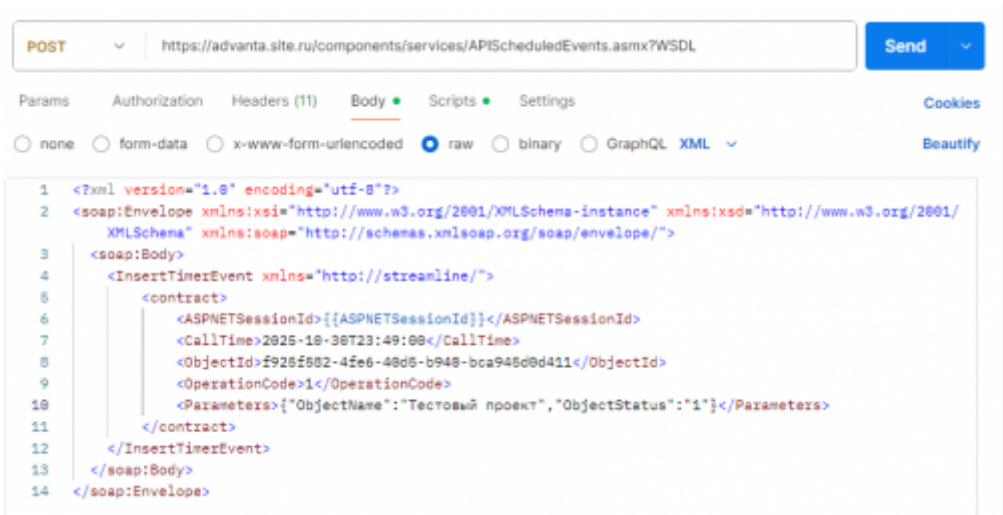 POST https://advanta.site.ru/components/services/APIScheduledEvents.asmx?WSDL Send
Params Authorization Headers (11) Body Scripts Settings Cookies
none form-data x-www-form-urlencoded raw binary GraphQL XML Beautify
1 <?xml version="1.0" encoding="utf-8"?>
2 <soap:Envelope xmlns:xsi="http://www.w3.org/2001/XMLSchema-instance" xmlns:xsd="http://www.w3.org/2001/
XMLSchema" xmlns:soap="http://schemas.xmlsoap.org/soap/envelope/">
3 <soap:Body>
4 <InsertTimerEvent xmlns="http://streamline/">
5 <contract>
6 <ASPNETSessionId>{{ASPNETSessionId}}</ASPNETSessionId>
7 <CallTime>2025-10-30T23:49:00</CallTime>
8 <ObjectId></ObjectId>
9 <OperationCode>1</OperationCode>
10 <Parameters>{"ObjectName":"Тестовый проект","ObjectStatus":"1"}</Parameters>
11 </contract>
12 </InsertTimerEvent>
13 </soap:Body>
14 </soap:Envelope>